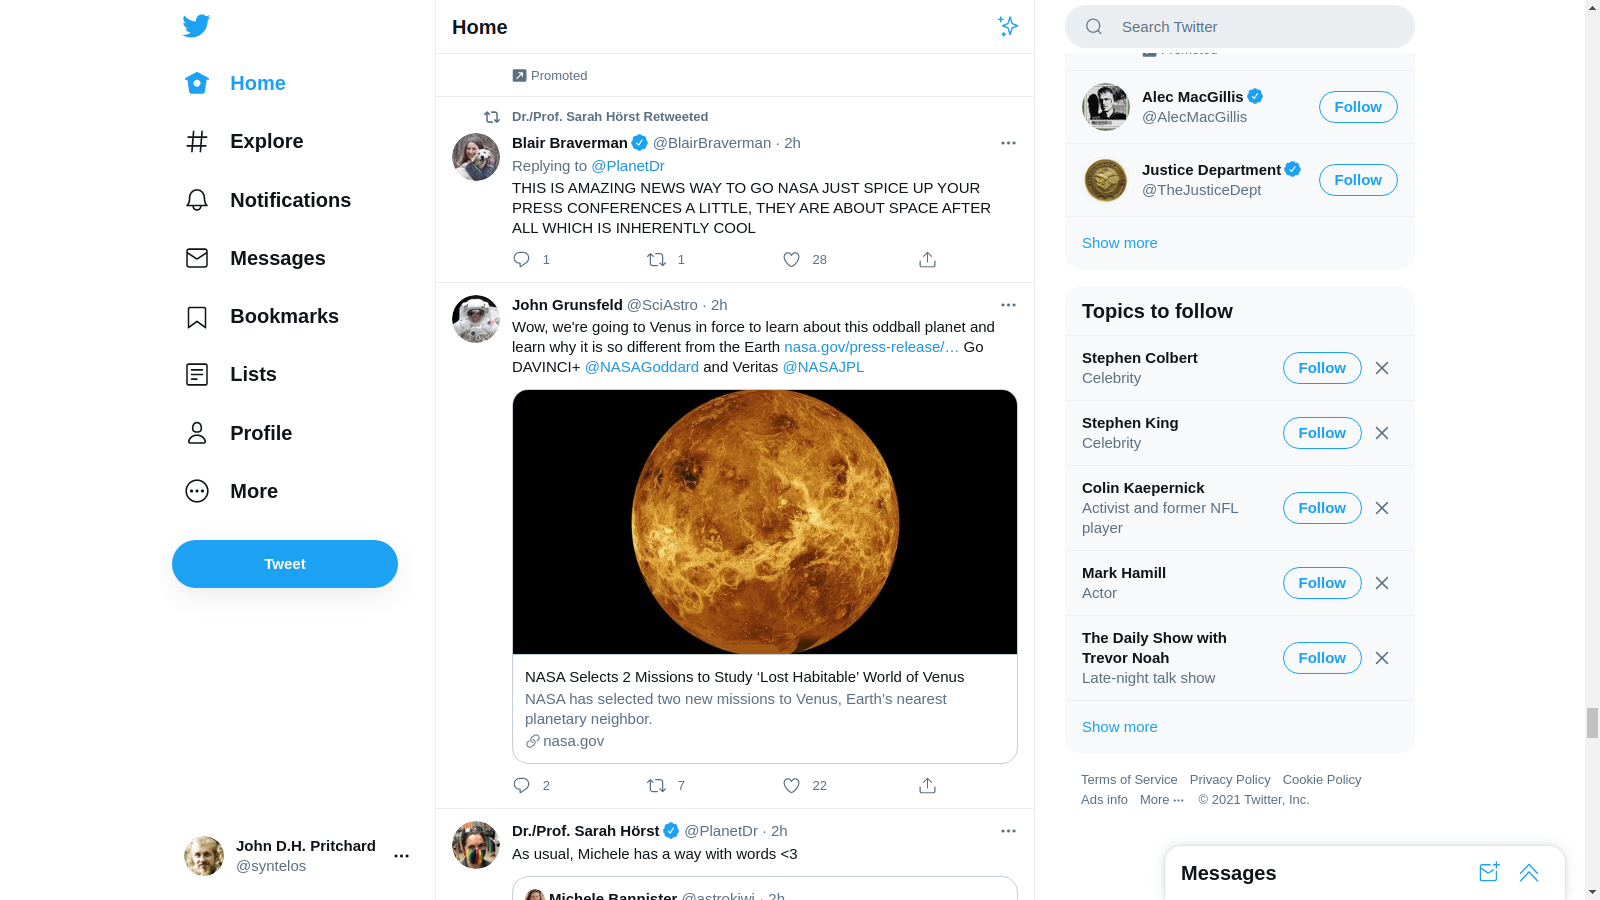 Home
Explore
Notifications
Messages
Bookmarks
Lists
Profile
More
Tweet
John D.H. Pritchard
@syntelos
Home
Promoted
Dr./Prof. Sarah Hörst Retweeted
Blair Braverman @BlairBraverman · 2h
Replying to @PlanetDr
THIS IS AMAZING NEWS WAY TO GO NASA JUST SPICE UP YOUR
PRESS CONFERENCES A LITTLE, THEY ARE ABOUT SPACE AFTER
ALL WHICH IS INHERENTLY COOL
1 1 28
John Grunsfeld @SciAstro · 2h
Wow, we're going to Venus in force to learn about this oddball planet and
learn why it is so different from the Earth nasa.gov/press-release/… Go
DAVINCI+ @NASAGoddard and Veritas @NASAJPL
NASA Selects 2 Missions to Study ‘Lost Habitable’ World of Venus
NASA has selected two new missions to Venus, Earth’s nearest
planetary neighbor.
nasa.gov
2 7 22
Dr./Prof. Sarah Hörst @PlanetDr · 2h
As usual, Michele has a way with words <3
Michele Bannister @astrokiwi · 2h
Search Twitter
Promoted
Alec MacGillis
@AlecMacGillis
Follow
Justice Department
@TheJusticeDept
Follow
Show more
Topics to follow
Stephen Colbert
Celebrity
Follow
Stephen King
Celebrity
Follow
Colin Kaepernick
Activist and former NFL
player
Follow
Mark Hamill
Actor
Follow
The Daily Show with
Trevor Noah
Late-night talk show
Follow
Show more
Terms of Service Privacy Policy Cookie Policy
Ads info More ··· © 2021 Twitter, Inc.
Messages